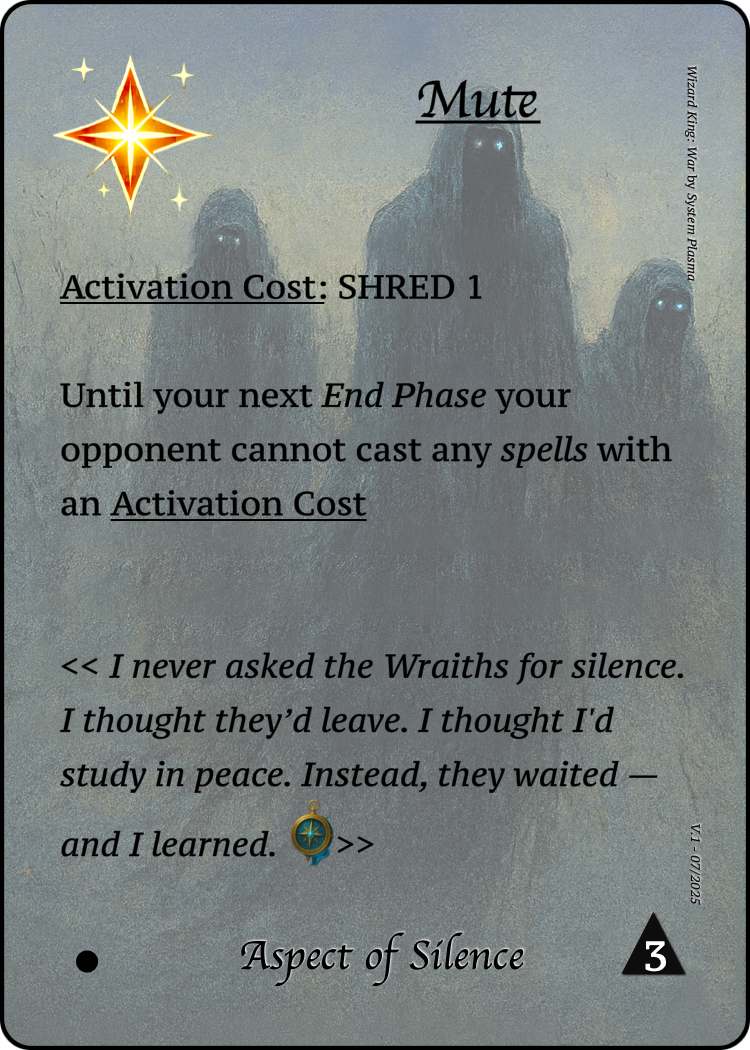 Mute
Wizard King: War by System Plasma
Activation Cost: SHRED 1
Until your next End Phase your
opponent cannot cast any spells with
an Activation Cost
<< I never asked the Wraiths for silence.
I thought they’d leave. I thought I'd
study in peace. Instead, they waited —
and I learned. >>
V.1 - 07/2025
Aspect of Silence
3